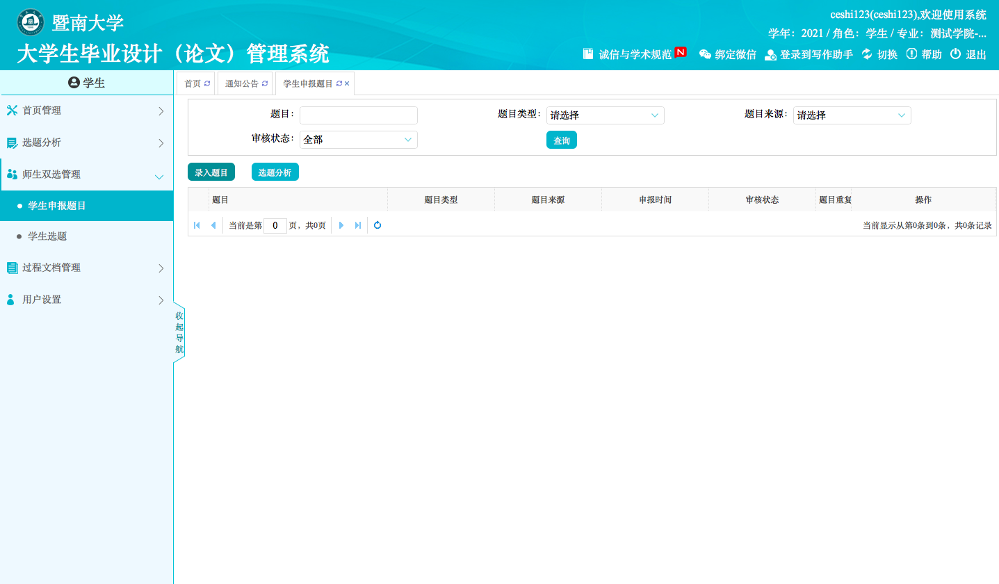 暨南大学
大学生毕业设计（论文）管理系统
ceshi123(ceshi123),欢迎使用系统
学年：2021 / 角色：学生 / 专业：测试学院-...
诚信与学术规范 N 绑定微信 登录到写作助手 切换 帮助 退出
学生
首页管理
选题分析
师生双选管理
学生申报题目
学生选题
过程文档管理
用户设置
收起导航
首页 通知公告 学生申报题目 ×
题目： 题目类型：请选择 题目来源：请选择
审核状态：全部 查询
录入题目 选题分析
题目 题目类型 题目来源 申报时间 审核状态 题目重复 操作
当前是第 0 页，共0页 当前显示从第0条到0条，共0条记录